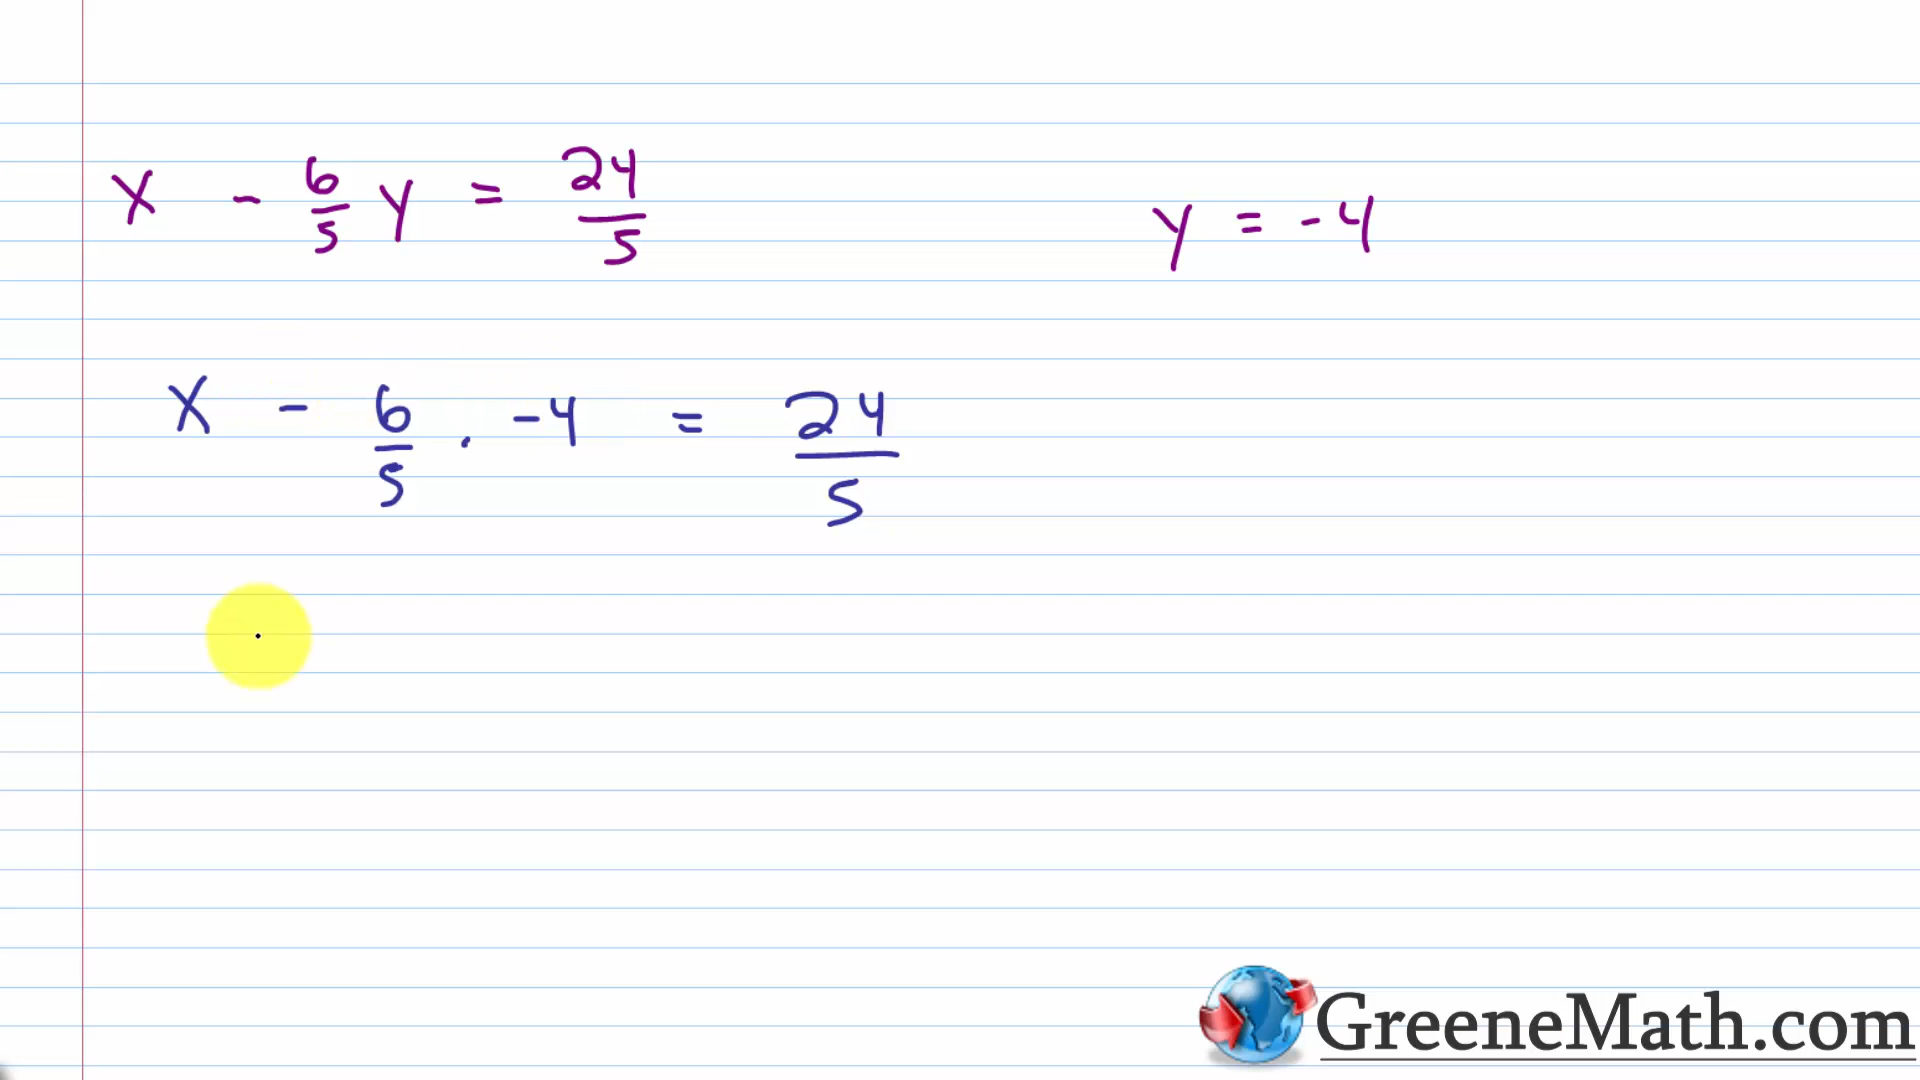 x - 6/5 y = 24/5
y = -4
x - 6/5 . -4 = 24/5
GreeneMath.com